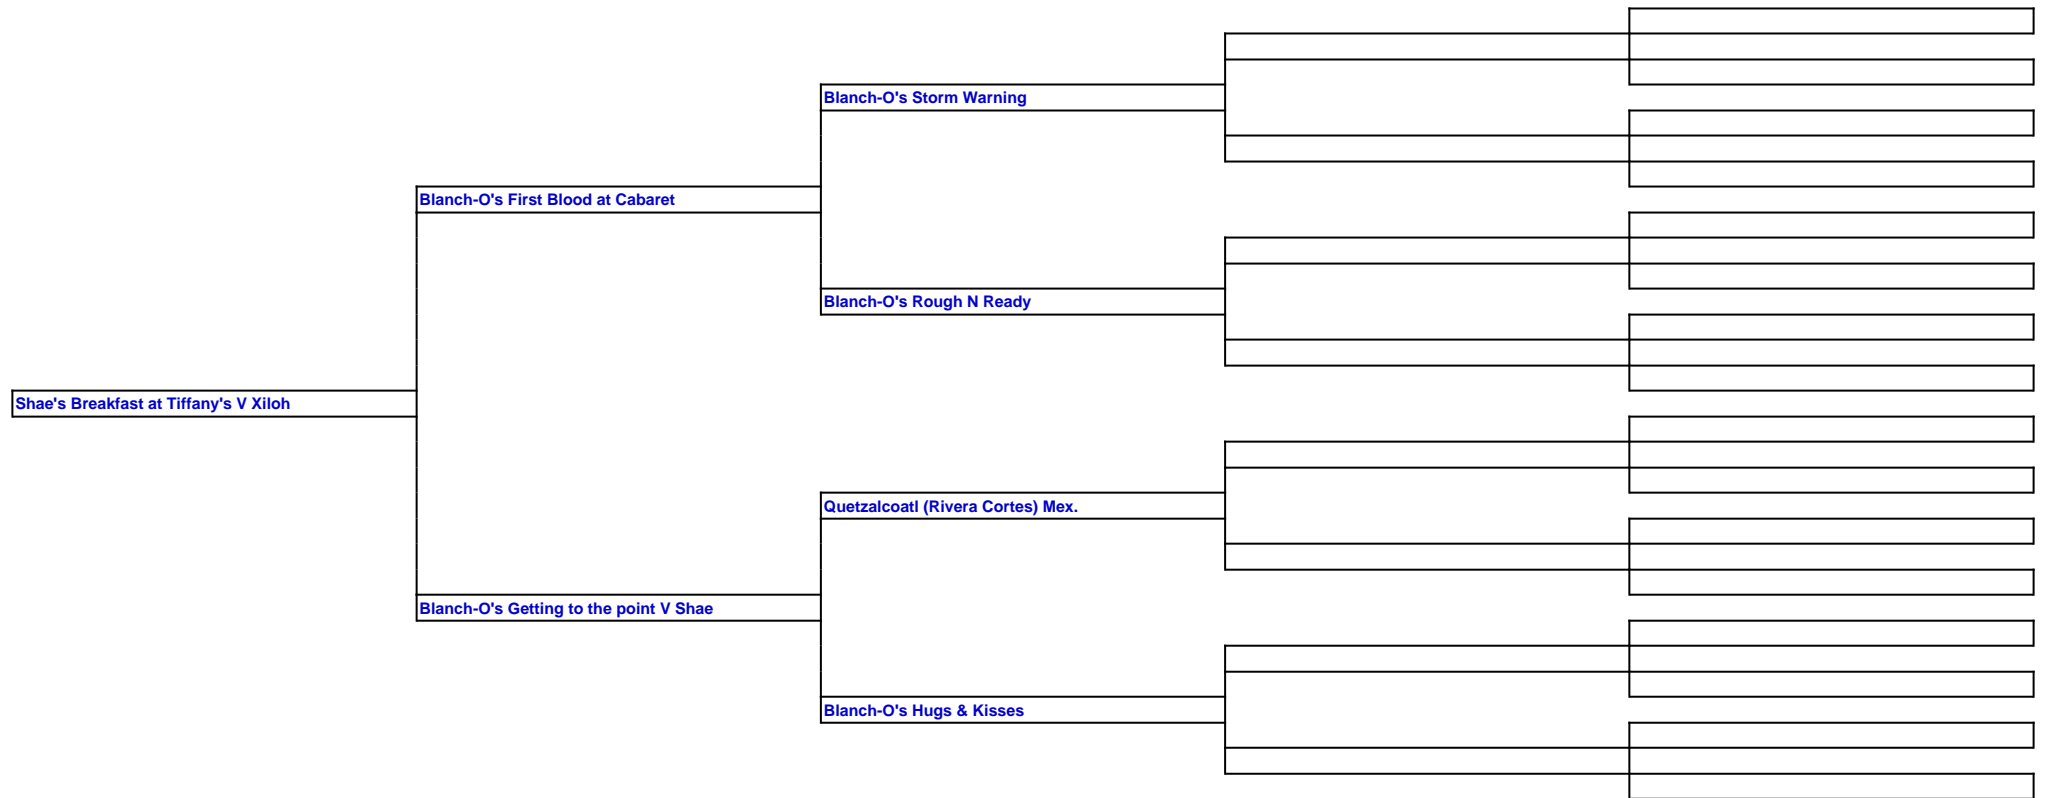 Blanch-O's Storm Warning
Blanch-O's First Blood at Cabaret
Blanch-O's Rough N Ready
Shae's Breakfast at Tiffany's V Xiloh
Quetzalcoatl (Rivera Cortes) Mex.
Blanch-O's Getting to the point V Shae
Blanch-O's Hugs & Kisses